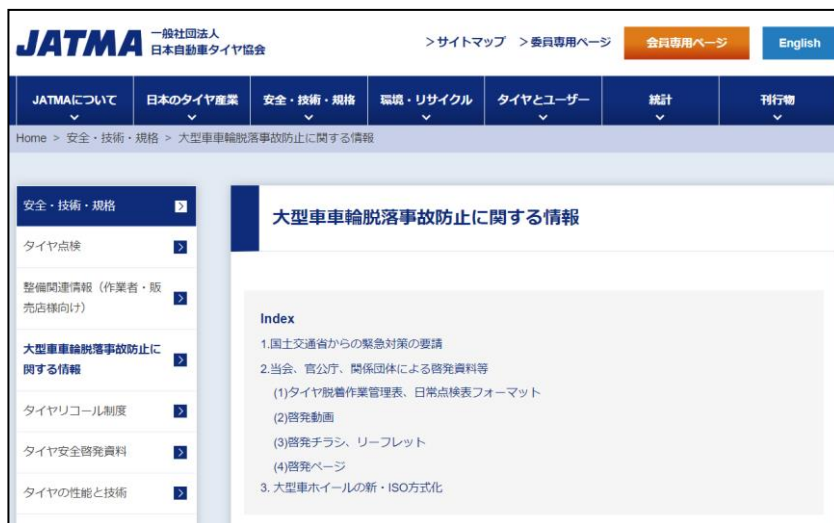 JATMA 一般社団法人
日本自動車タイヤ協会
>サイトマップ >委員専用ページ 会員専用ページ English
JATMAについて 日本のタイヤ産業 安全・技術・規格 環境・リサイクル タイヤとユーザー 統計 刊行物
Home > 安全・技術・規格 > 大型車車輪脱落事故防止に関する情報
安全・技術・規格
タイヤ点検
整備関連情報（作業者・販
売店様向け）
大型車車輪脱落事故防止に
関する情報
タイヤリコール制度
タイヤ安全啓発資料
タイヤの性能と技術
大型車車輪脱落事故防止に関する情報
Index
1.国土交通省からの緊急対策の要請
2.当会、官公庁、関係団体による啓発資料等
(1)タイヤ脱着作業管理表、日常点検表フォーマット
(2)啓発動画
(3)啓発チラシ、リーフレット
(4)啓発ページ
3. 大型車ホイールの新・ISO方式化